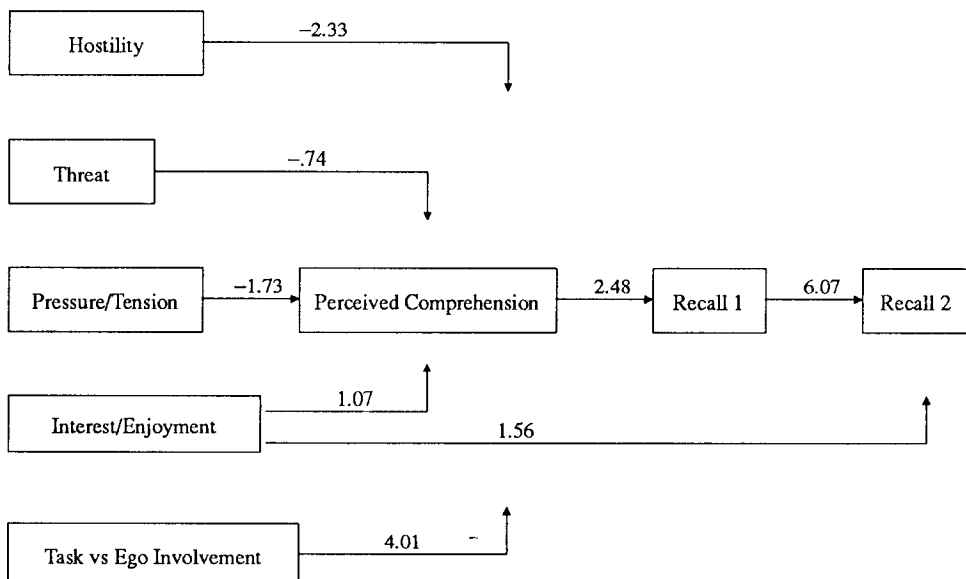 Hostility
−2.33
Threat
−.74
Pressure/Tension
−1.73
Perceived Comprehension
2.48
Recall 1
6.07
Recall 2
Interest/Enjoyment
1.07
1.56
Task vs Ego Involvement
4.01